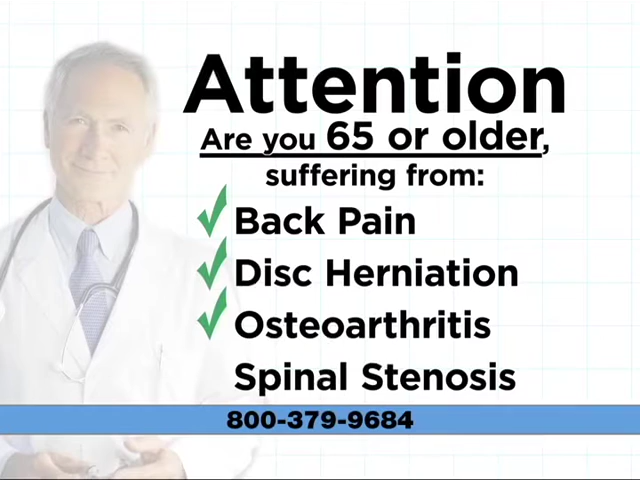 Attention
Are you 65 or older,
suffering from:
Back Pain
Disc Herniation
Osteoarthritis
Spinal Stenosis
800-379-9684